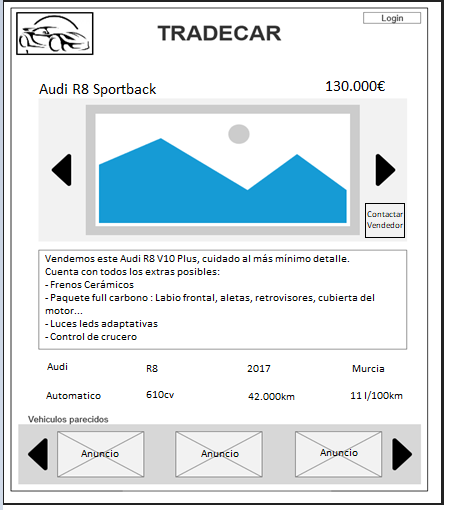 Login
TRADECAR
Audi R8 Sportback
130.000€
Contactar
Vendedor
Vendemos este Audi R8 V10 Plus, cuidado al más mínimo detalle.
Cuenta con todos los extras posibles:
- Frenos Cerámicos
- Paquete full carbono : Labio frontal, aletas, retrovisores, cubierta del
motor...
- Luces leds adaptativas
- Control de crucero
Audi R8 2017 Murcia
Automatico 610cv 42.000km 11 l/100km
Vehiculos parecidos
Anuncio Anuncio Anuncio